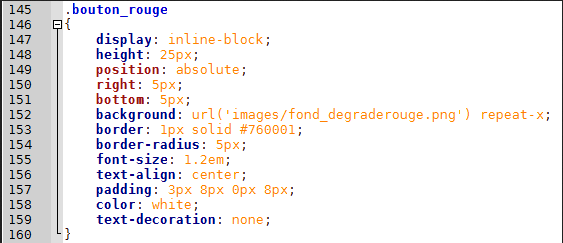 145 .bouton_rouge
146 {
147 display: inline-block;
148 height: 25px;
149 position: absolute;
150 right: 5px;
151 bottom: 5px;
152 background: url('images/fond_degraderouge.png') repeat-x;
153 border: 1px solid #760001;
154 border-radius: 5px;
155 font-size: 1.2em;
156 text-align: center;
157 padding: 3px 8px 0px 8px;
158 color: white;
159 text-decoration: none;
160 }